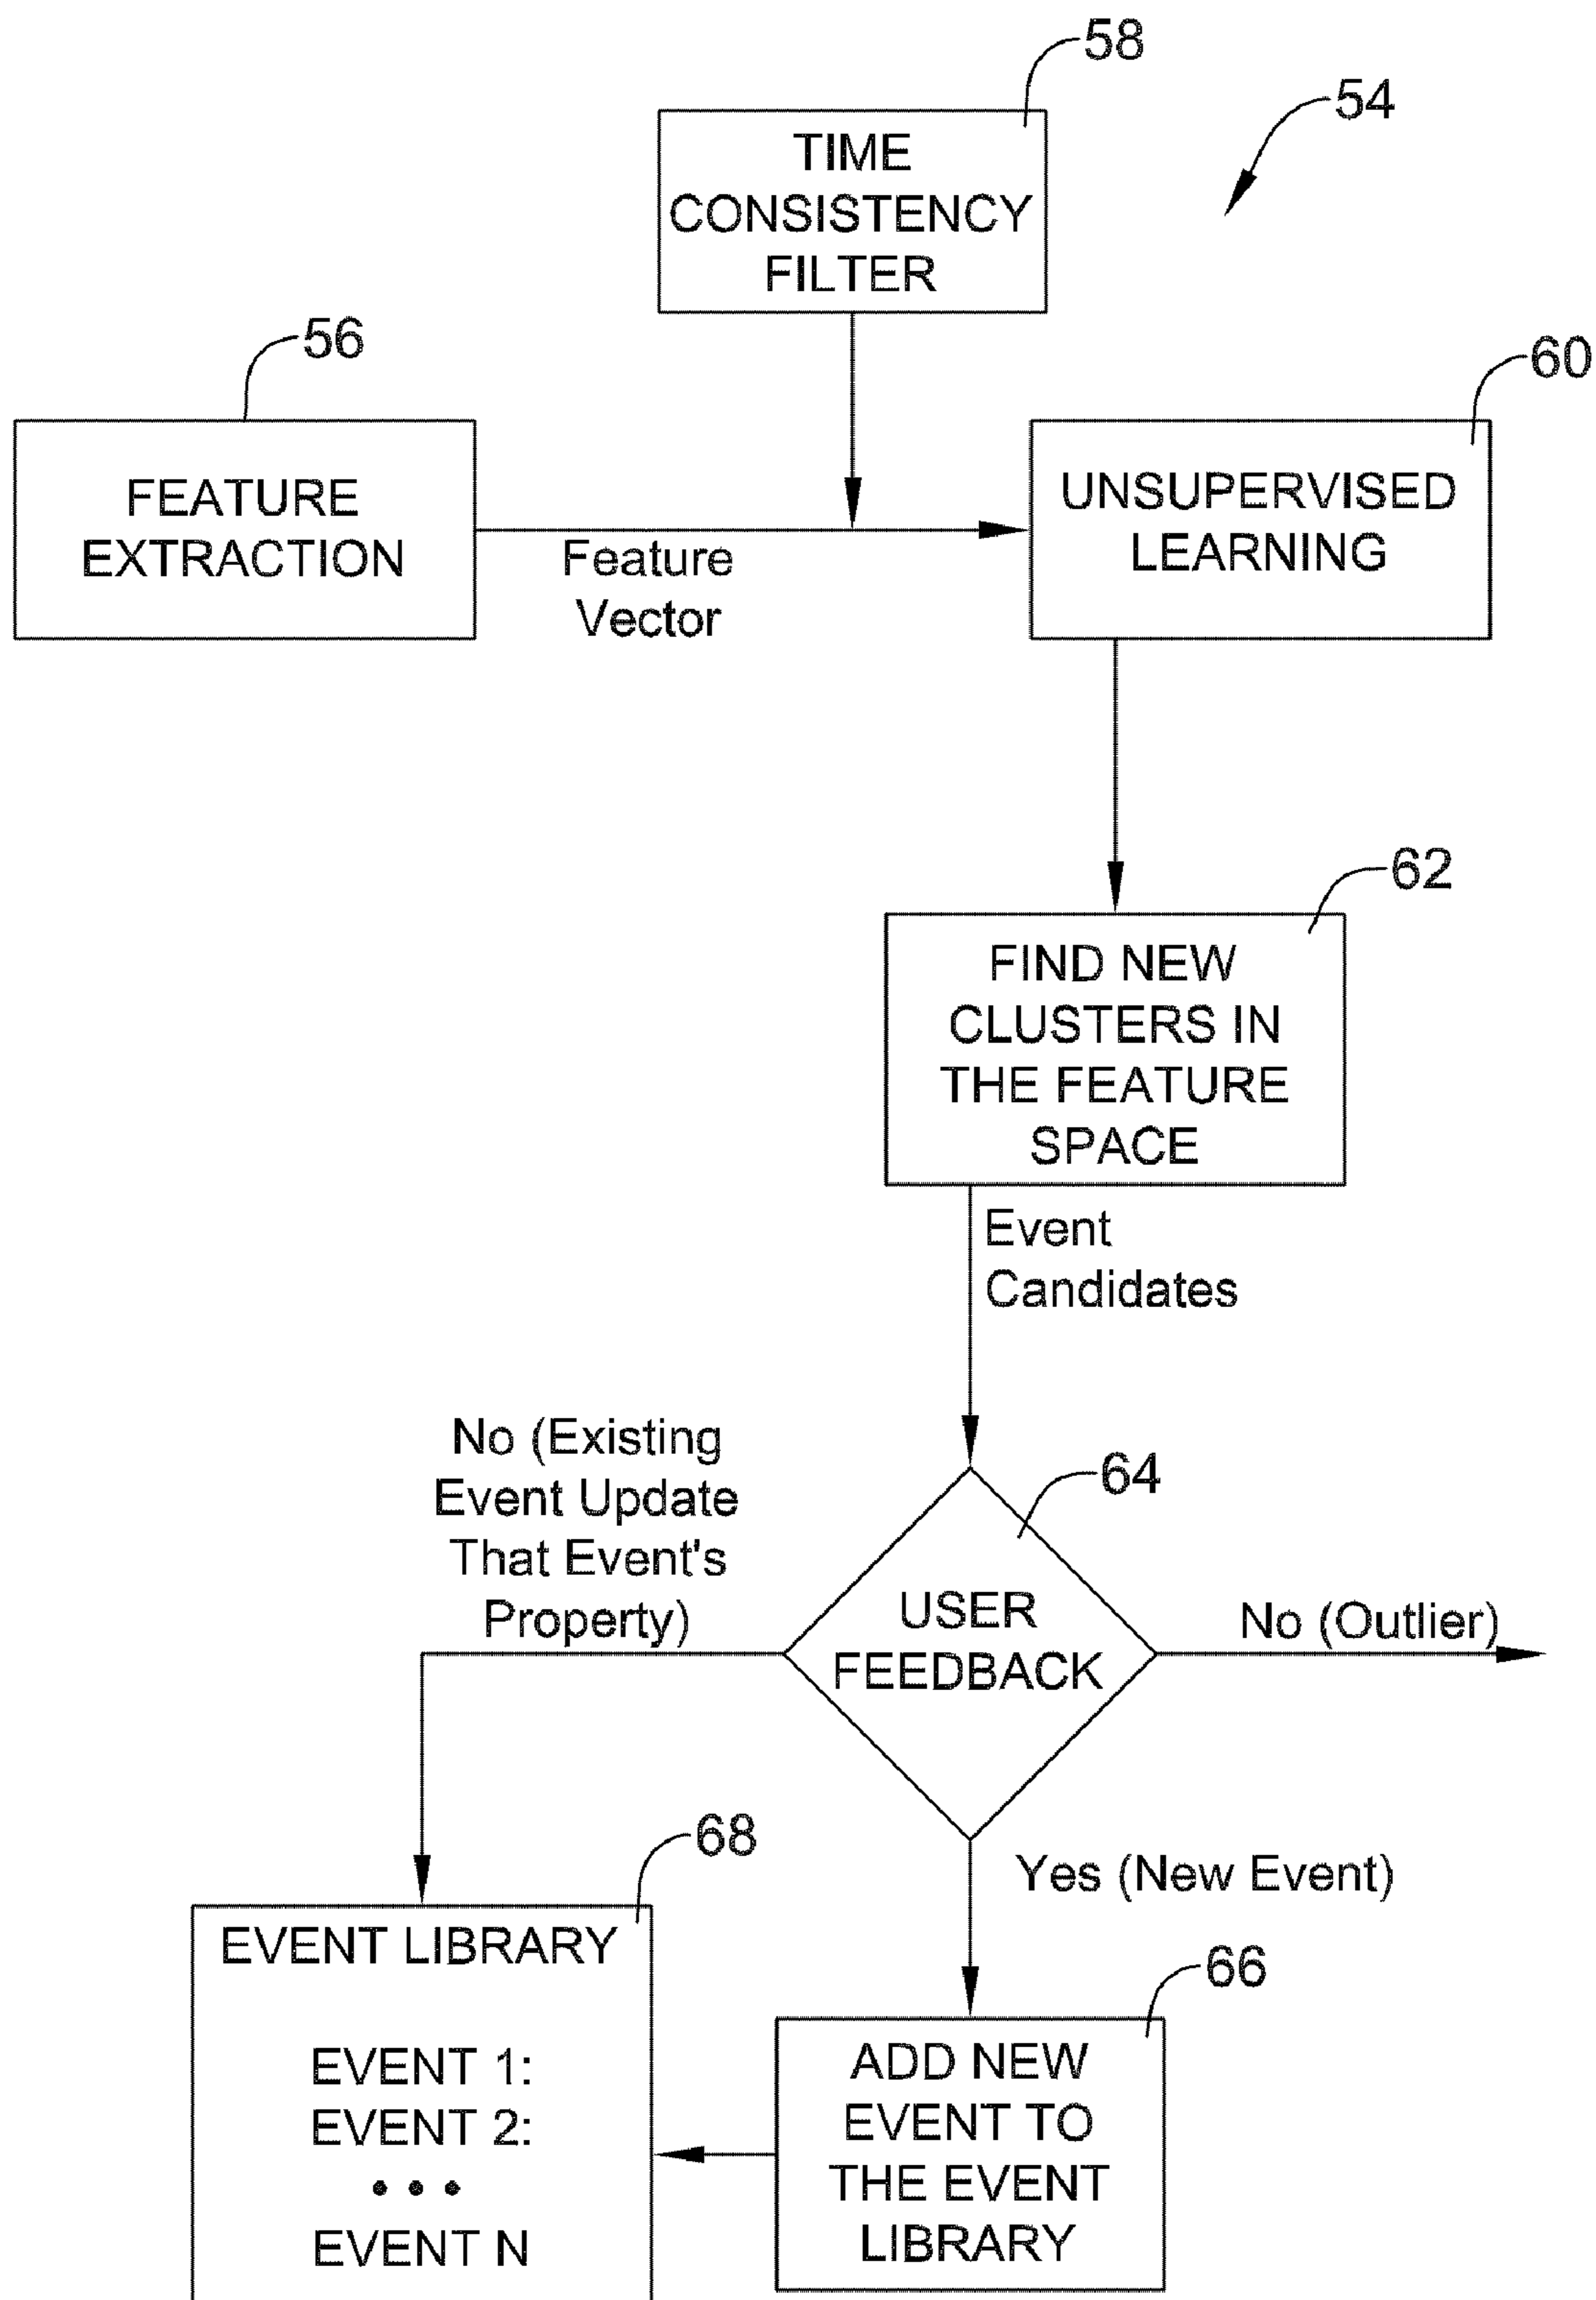 58
54
TIME
CONSISTENCY
FILTER
56
60
FEATURE
EXTRACTION
Feature
Vector
UNSUPERVISED
LEARNING
62
FIND NEW
CLUSTERS IN
THE FEATURE
SPACE
Event
Candidates
No (Existing
Event Update
That Event's
Property)
64
USER
FEEDBACK
No (Outlier)
68
Yes (New Event)
EVENT LIBRARY
EVENT 1:
EVENT 2:
• • •
EVENT N
66
ADD NEW
EVENT TO
THE EVENT
LIBRARY